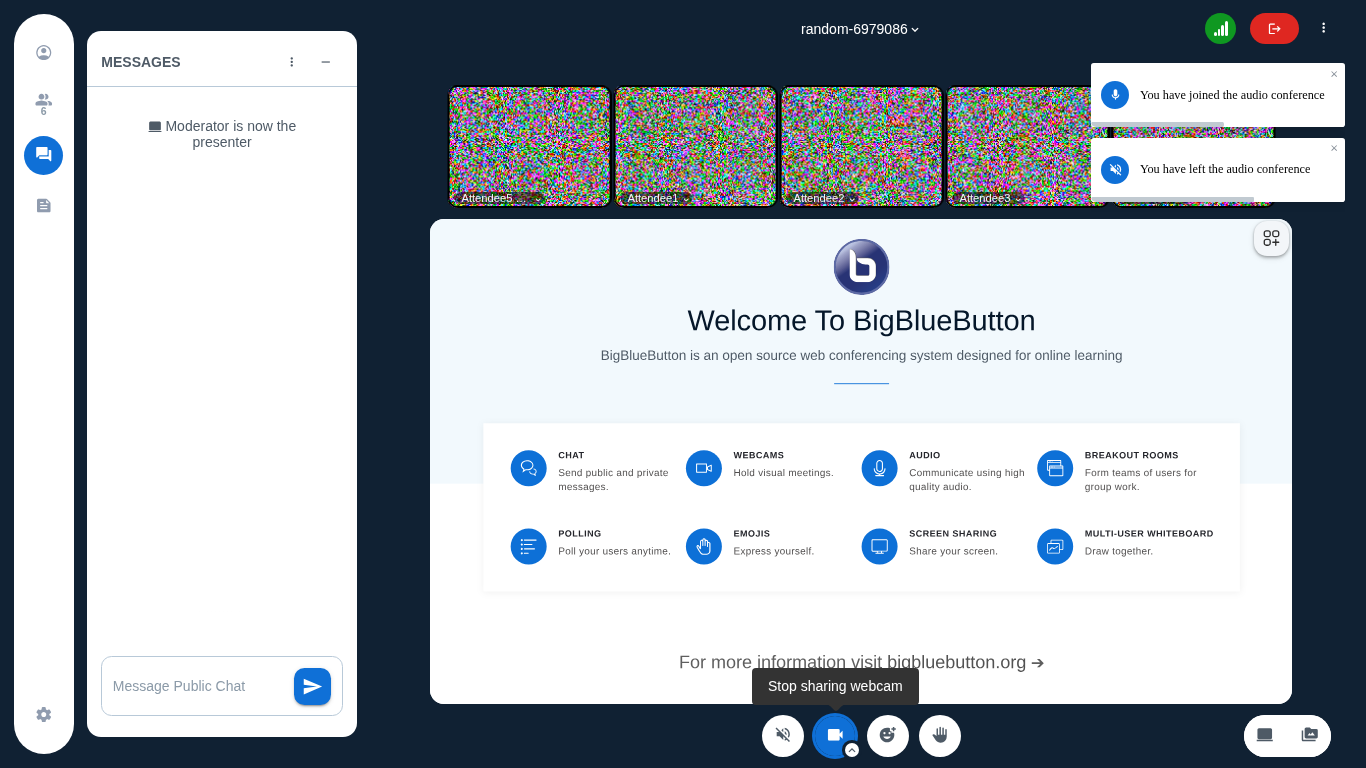 random-6979086
6
MESSAGES
Moderator is now the
presenter
Message Public Chat
You have joined the audio conference
You have left the audio conference
Attendee5 ...
Attendee1
Attendee2
Attendee3
Welcome To BigBlueButton
BigBlueButton is an open source web conferencing system designed for online learning
CHAT
Send public and private
messages.
WEBCAMS
Hold visual meetings.
AUDIO
Communicate using high
quality audio.
BREAKOUT ROOMS
Form teams of users for
group work.
POLLING
Poll your users anytime.
EMOJIS
Express yourself.
SCREEN SHARING
Share your screen.
MULTI-USER WHITEBOARD
Draw together.
For more information visit bigbluebutton.org ➔
Stop sharing webcam